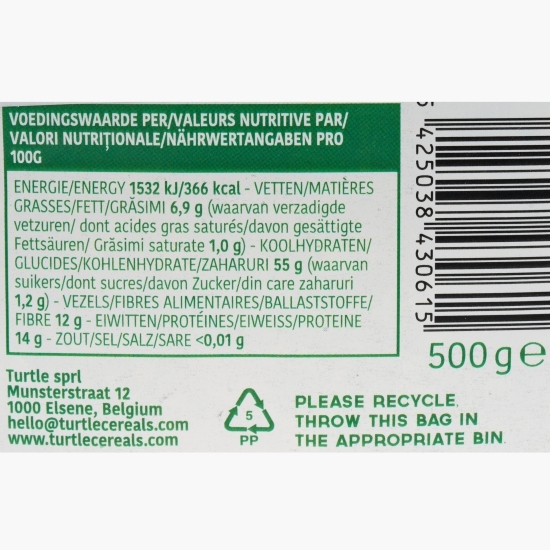 VOEDINGSWAARDE PER/VALEURS NUTRITIVE PAR/
VALORI NUTRIȚIONALE/NÄHRWERTANGABEN PRO
100G
ENERGIE/ENERGY 1532 kJ/366 kcal - VETTEN/MATIÈRES
GRASSES/FETT/GRĂSIMI 6,9 g (waarvan verzadigde
vetzuren/ dont acides gras saturés/davon gesättigte
Fettsäuren/ Grăsimi saturate 1,0 g) - KOOLHYDRATEN/
GLUCIDES/KOHLENHYDRATE/ZAHARURI 55 g (waarvan
suikers/dont sucres/davon Zucker/din care zaharuri
1,2 g) - VEZELS/FIBRES ALIMENTAIRES/BALLASTSTOFFE/
FIBRE 12 g - EIWITTEN/PROTÉINES/EIWEISS/PROTEINE
14 g - ZOUT/SEL/SALZ/SARE <0,01 g
5 425038 430615
500 g e
Turtle sprl
Munsterstraat 12
1000 Elsene, Belgium
hello@turtlecereals.com
www.turtlecereals.com
5
PP
PLEASE RECYCLE,
THROW THIS BAG IN
THE APPROPRIATE BIN.